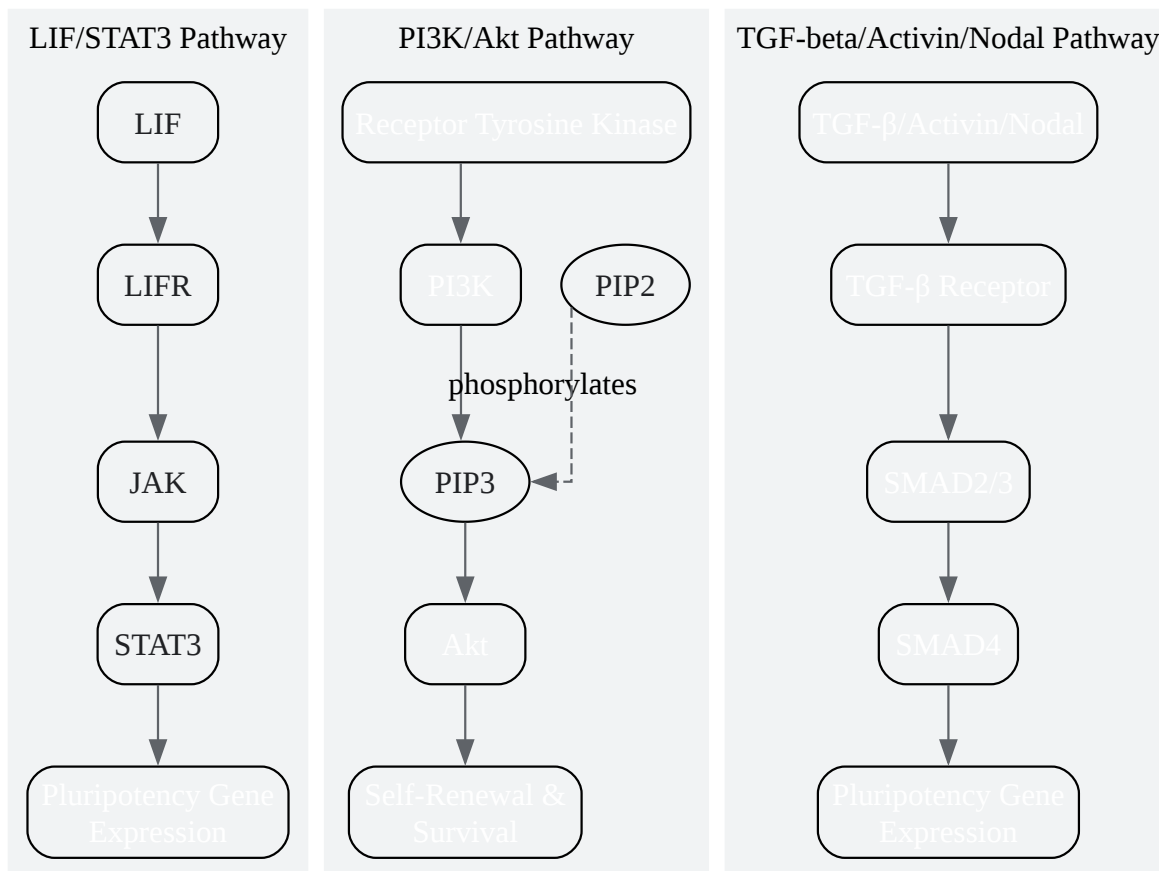 LIF/STAT3 Pathway
LIF
LIFR
JAK
STAT3
Pluripotency Gene
Expression
PI3K/Akt Pathway
Receptor Tyrosine Kinase
PI3K
PIP2
phosphorylates
PIP3
Akt
Self-Renewal &
Survival
TGF-beta/Activin/Nodal Pathway
TGF-β/Activin/Nodal
TGF-β Receptor
SMAD2/3
SMAD4
Pluripotency Gene
Expression